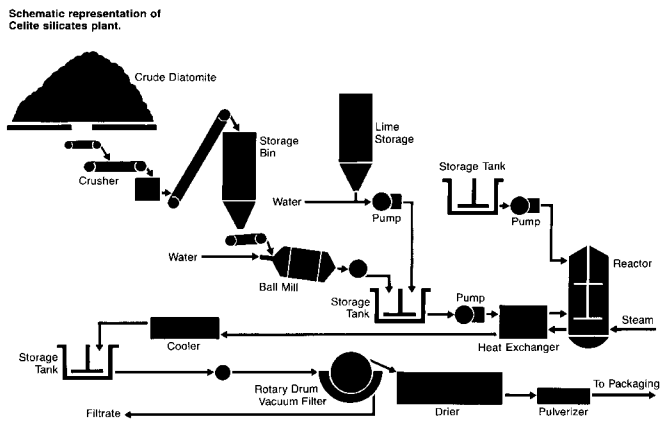 Schematic representation of
Celite silicates plant.
Crude Diatomite
Crusher
Storage
Bin
Lime
Storage
Water
Pump
Storage Tank
Pump
Water
Ball Mill
Reactor
Storage
Tank
Pump
Steam
Cooler
Heat Exchanger
Storage
Tank
Rotary Drum
Vacuum Filter
Filtrate
Drier
Pulverizer
To Packaging